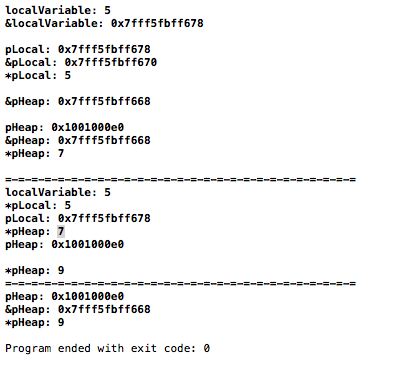 localVariable: 5
&localVariable: 0x7fff5fbff678
pLocal: 0x7fff5fbff678
&pLocal: 0x7fff5fbff670
*pLocal: 5
&pHeap: 0x7fff5fbff668
pHeap: 0x1001000e0
&pHeap: 0x7fff5fbff668
*pHeap: 7
=-=-=-=-=-=-=-=-=-=-=-=-=-=-=-=-=-=-=-=-=-=-=-=-=-=-=
localVariable: 5
*pLocal: 5
pLocal: 0x7fff5fbff678
*pHeap: 7
pHeap: 0x1001000e0
*pHeap: 9
=-=-=-=-=-=-=-=-=-=-=-=-=-=-=-=-=-=-=-=-=-=-=-=-=-=-=
pHeap: 0x1001000e0
&pHeap: 0x7fff5fbff668
*pHeap: 9
Program ended with exit code: 0